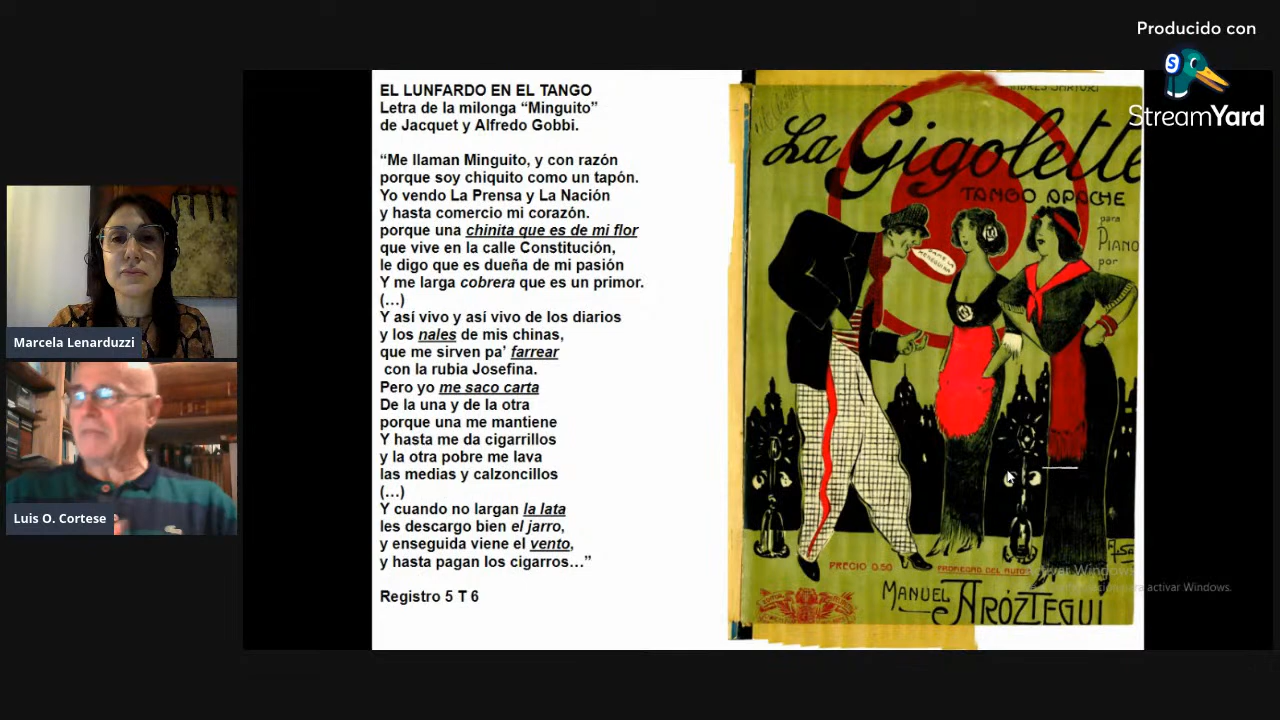 Producido con
StreamYard
EL LUNFARDO EN EL TANGO
Letra de la milonga “Minguito”
de Jacquet y Alfredo Gobbi.
“Me llaman Minguito, y con razón
porque soy chiquito como un tapón.
Yo vendo La Prensa y La Nación
y hasta comercio mi corazón.
porque una chinita que es de mi flor
que vive en la calle Constitución,
le digo que es dueña de mi pasión
Y me larga cobrera que es un primor.
(…)
Y así vivo y así vivo de los diarios
y los nales de mis chinas,
que me sirven pa’ farrear
con la rubia Josefina.
Pero yo me saco carta
De la una y de la otra
porque una me mantiene
Y hasta me da cigarrillos
y la otra pobre me lava
las medias y calzoncillos
(…)
Y cuando no largan la lata
les descargo bien el jarro,
y enseguida viene el vento,
y hasta pagan los cigarros…”
Registro 5 T 6
La Gigolette
TANGO APACHE
para
PIANO
por
PRECIO 0.50
PROPIEDAD DEL AUTOR
MANUEL ARÓZTEGUI
Marcela Lenarduzzi
Luis O. Cortese
activar Windows.